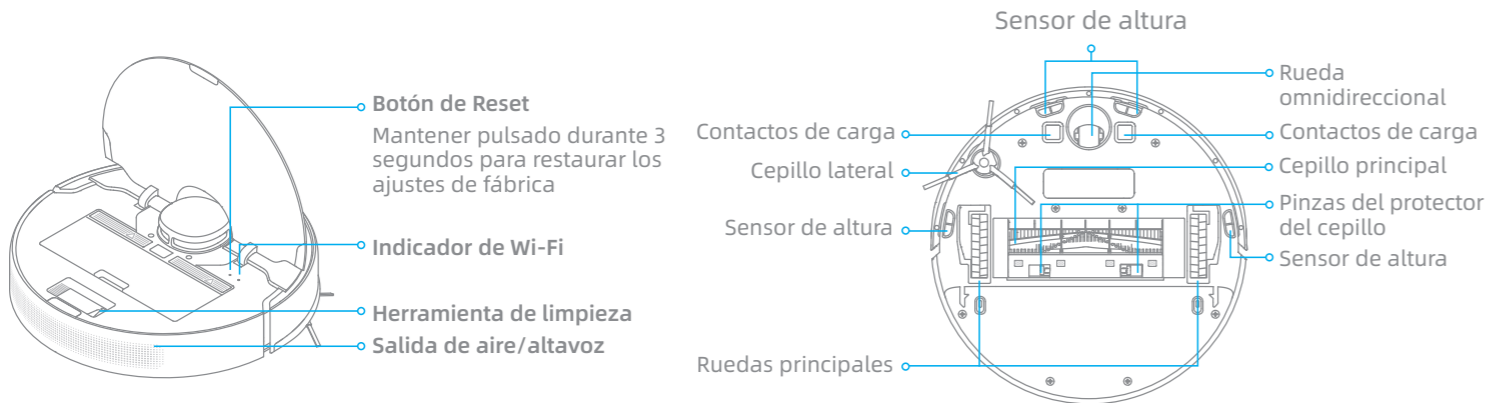 Botón de Reset
Mantener pulsado durante 3
segundos para restaurar los
ajustes de fábrica
Indicador de Wi-Fi
Herramienta de limpieza
Salida de aire/altavoz
Sensor de altura
Contactos de carga
Cepillo lateral
Sensor de altura
Ruedas principales
Rueda
omnidireccional
Contactos de carga
Cepillo principal
Pinzas del protector
del cepillo
Sensor de altura